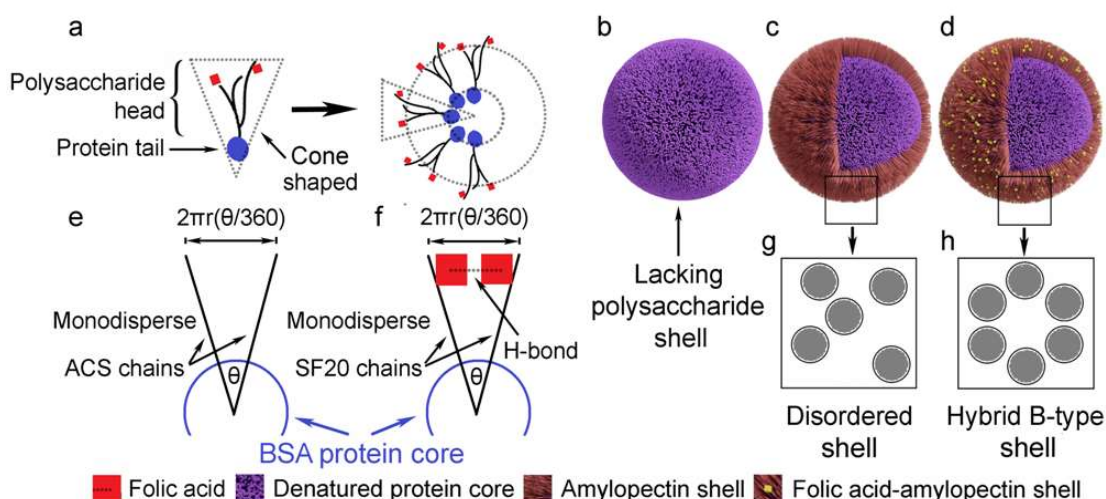 a
Polysaccharide
head
Protein tail
Cone
shaped
b
Lacking
polysaccharide
shell
c
d
e
2πr(θ/360)
Monodisperse
ACS chains
θ
f
2πr(θ/360)
Monodisperse
SF20 chains
H-bond
θ
BSA protein core
g
Disordered
shell
h
Hybrid B-type
shell
Folic acid
Denatured protein core
Amylopectin shell
Folic acid-amylopectin shell